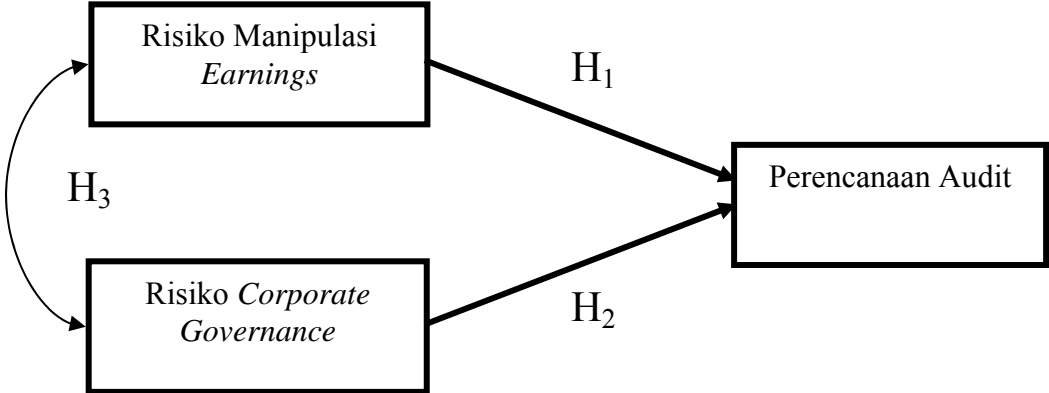 Risiko Manipulasi
Earnings
H1
Perencanaan Audit
H3
Risiko Corporate
Governance
H2